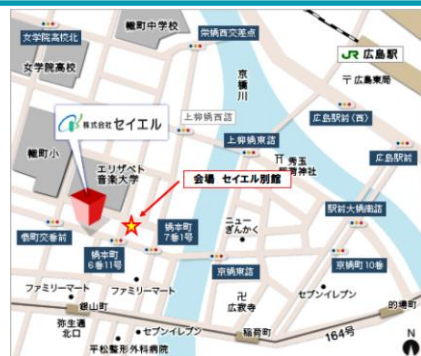 幟町中学校
栄橋西交差点
女学院高校北
女学院高校
JR 広島駅
〒広島東局
京橋川
広島駅前(西)
株式会社セイエル
上柳橋西詰
上柳橋東詰
広島駅前
幟町小
エリザベト
音楽大学
秀玉
稲荷神社
会場 セイエル別館
駅前大橋南詰
橋本町
7番1号
ニュー
ぎんかく
幟町交番前
橋本町
6番11号
京橋東詰
京橋町10番
ファミリーマート
ファミリーマート
卍
広寂寺
セブンイレブン
的場町
銀山町
弥生通
北口
セブンイレブン
稲荷町
164号
平松整形外科病院
N